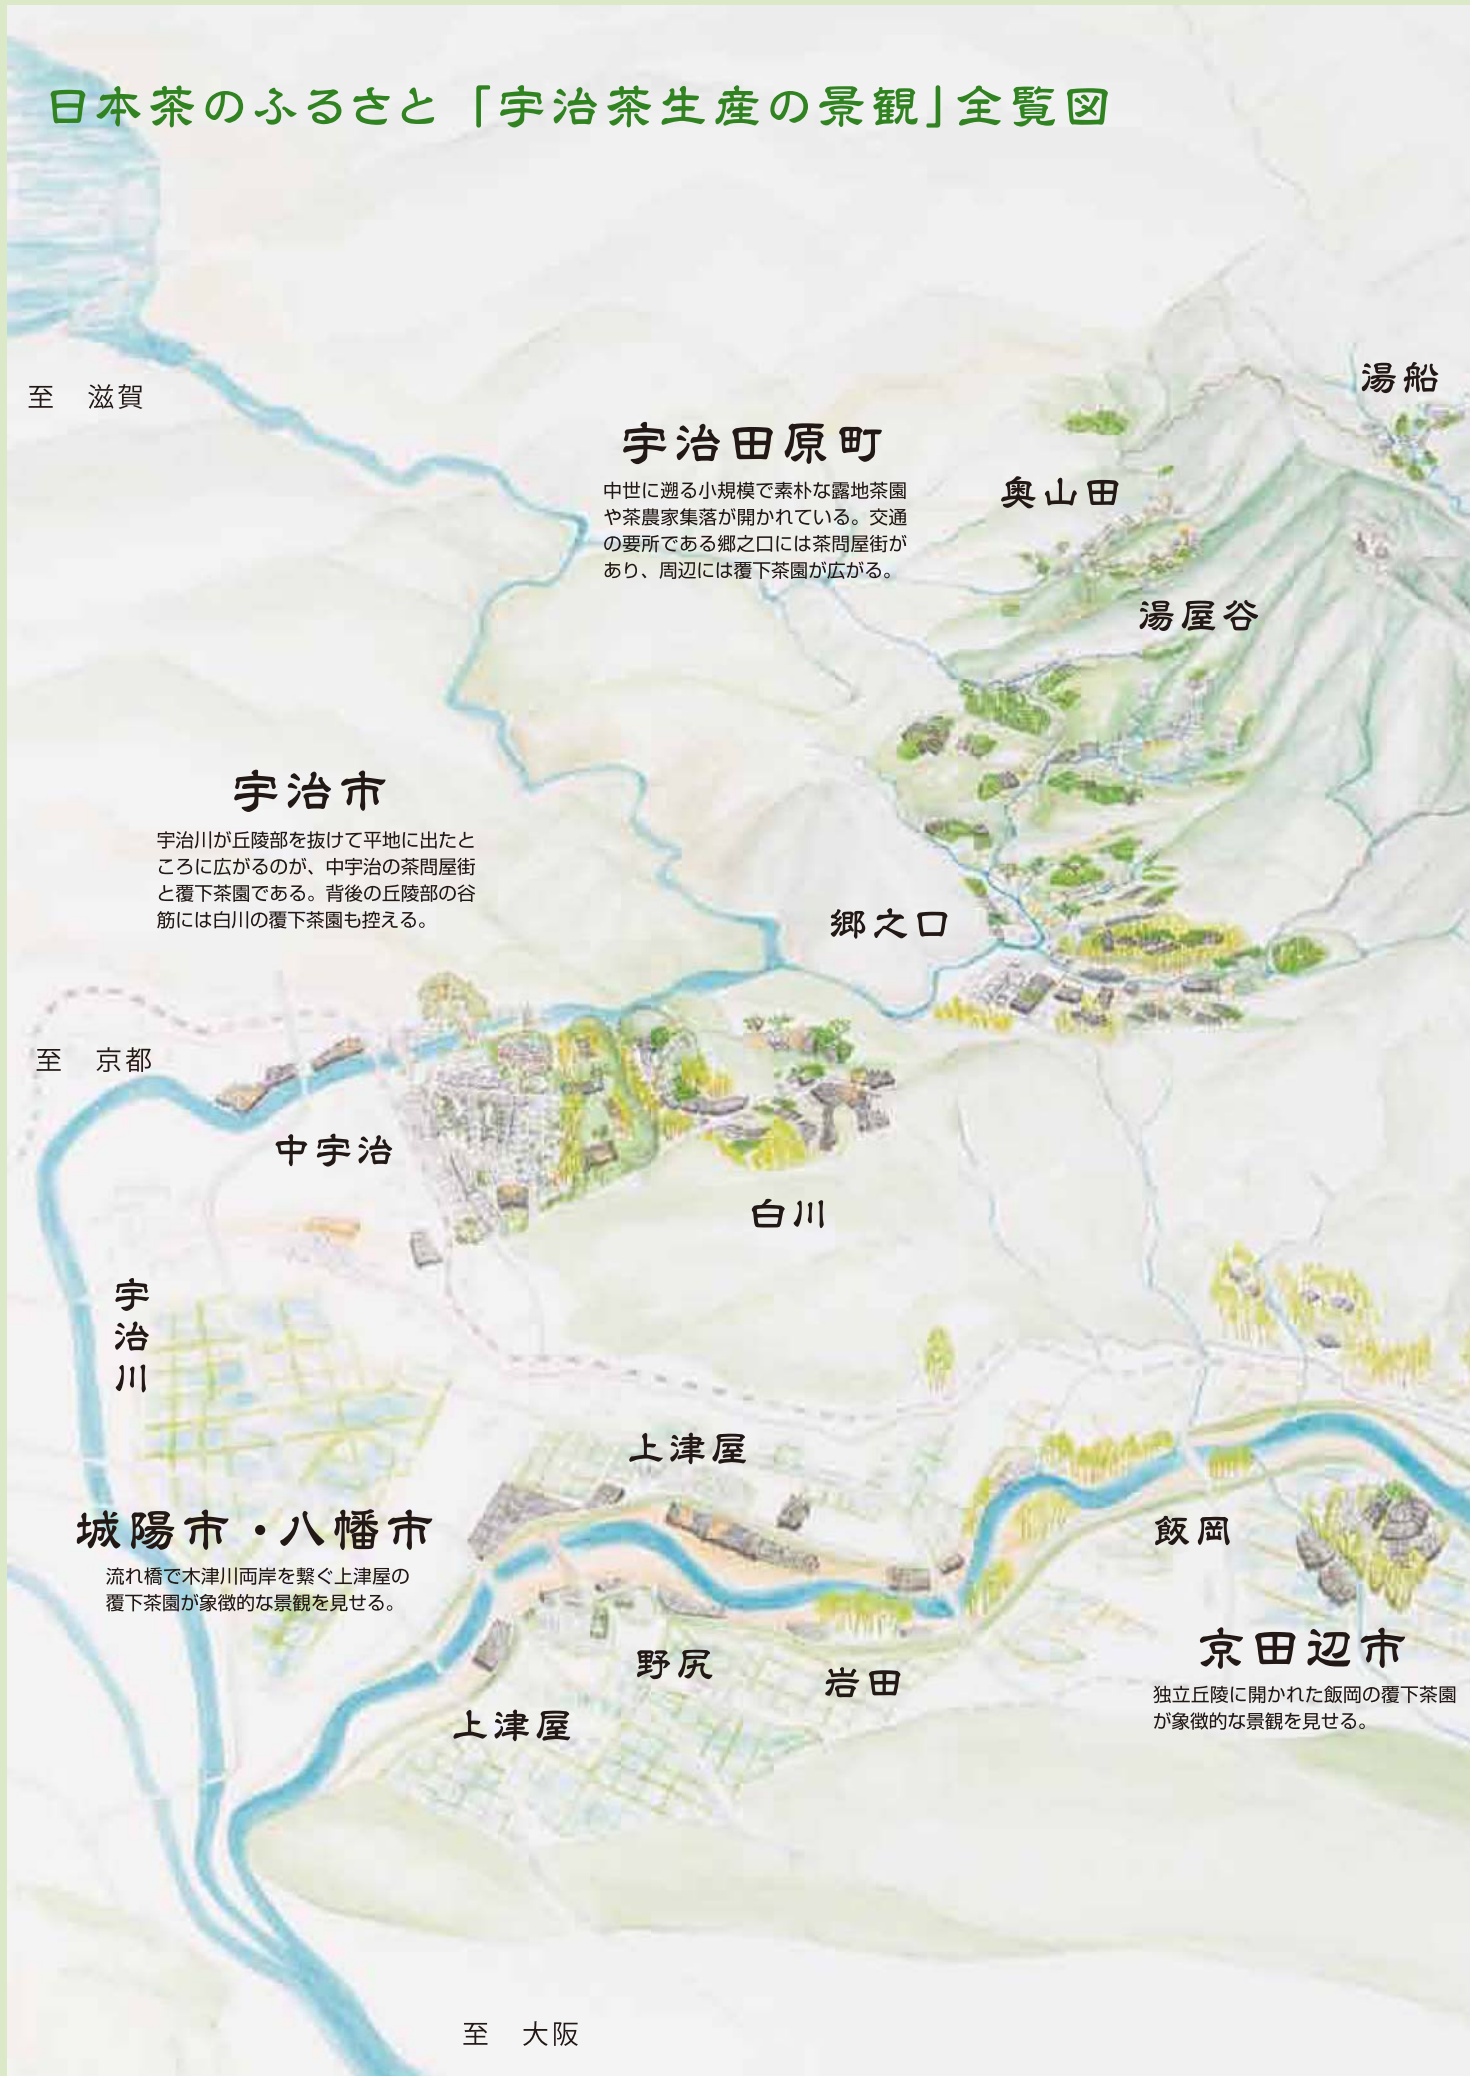 日本茶のふるさと「宇治茶生産の景観」全覧図
至　滋賀
湯船
宇治田原町
中世に遡る小規模で素朴な露地茶園
や茶農家集落が開かれている。交通
の要所である郷之口には茶問屋街が
あり、周辺には覆下茶園が広がる。
奥山田
湯屋谷
宇治市
宇治川が丘陵部を抜けて平地に出たと
ころに広がるのが、中宇治の茶問屋街
と覆下茶園である。背後の丘陵部の谷
筋には白川の覆下茶園も控える。
郷之口
至　京都
中宇治
白川
宇治川
上津屋
城陽市・八幡市
流れ橋で木津川両岸を繋ぐ上津屋の
覆下茶園が象徴的な景観を見せる。
飯岡
野尻
岩田
上津屋
京田辺市
独立丘陵に開かれた飯岡の覆下茶園
が象徴的な景観を見せる。
至　大阪